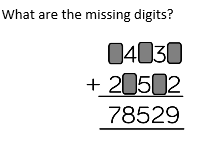 What are the missing digits?
▯4▯3▯
+ 2▯5▯2
78529